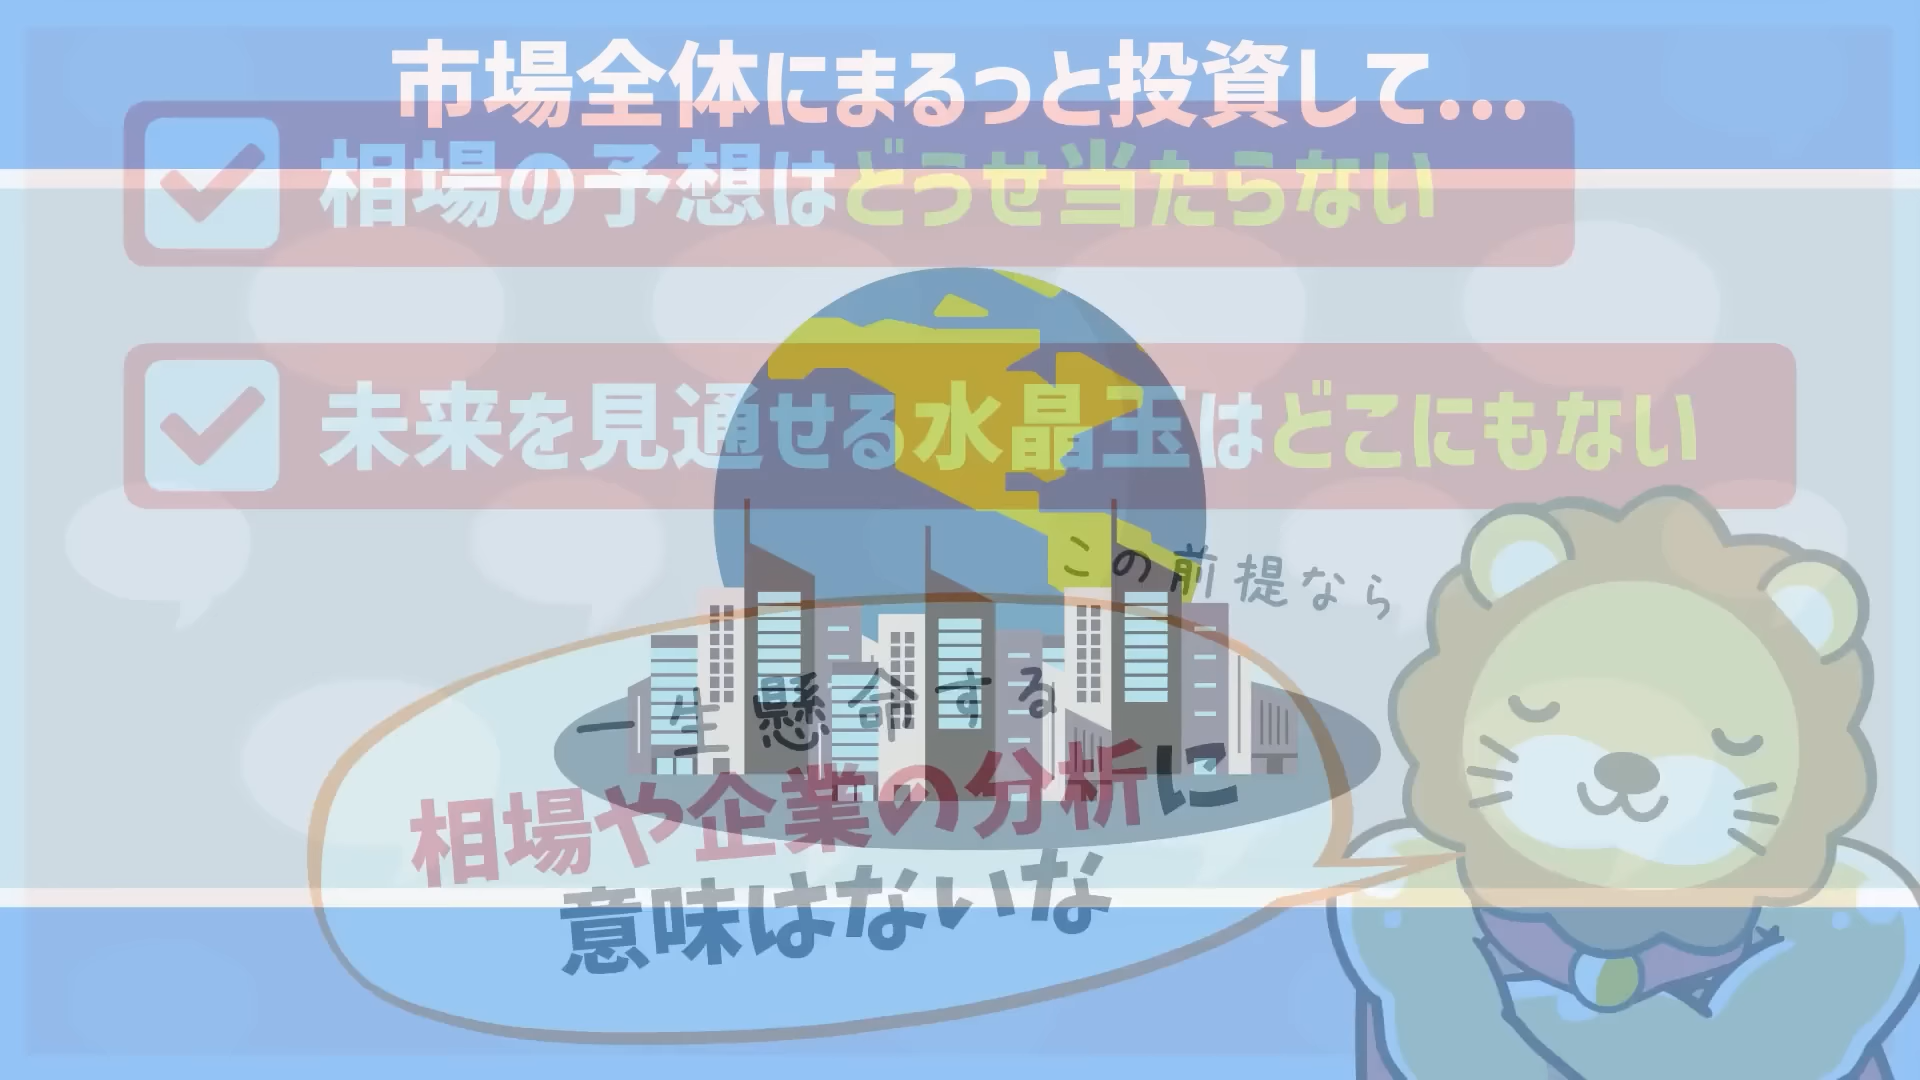 市場全体にまるっと投資して...
相場の予想はどうせ当たらない
未来を見通せる水晶玉はどこにもない
この前提なら
一生懸命する
相場や企業の分析に
意味はないな